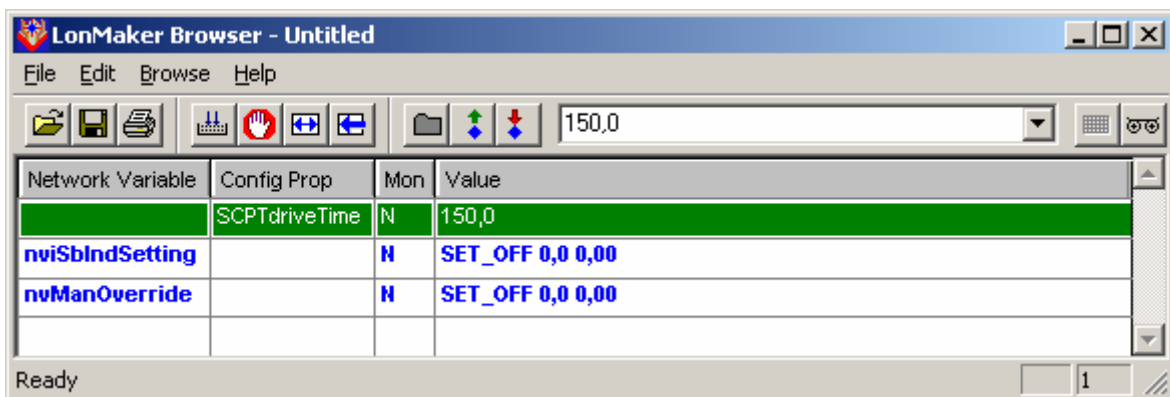 LonMaker Browser - Untitled
File Edit Browse Help
150,0
Network Variable Config Prop Mon Value
SCPTdriveTime N 150,0
nviSblndSetting N SET_OFF 0,0 0,00
nvManOverride N SET_OFF 0,0 0,00
Ready 1